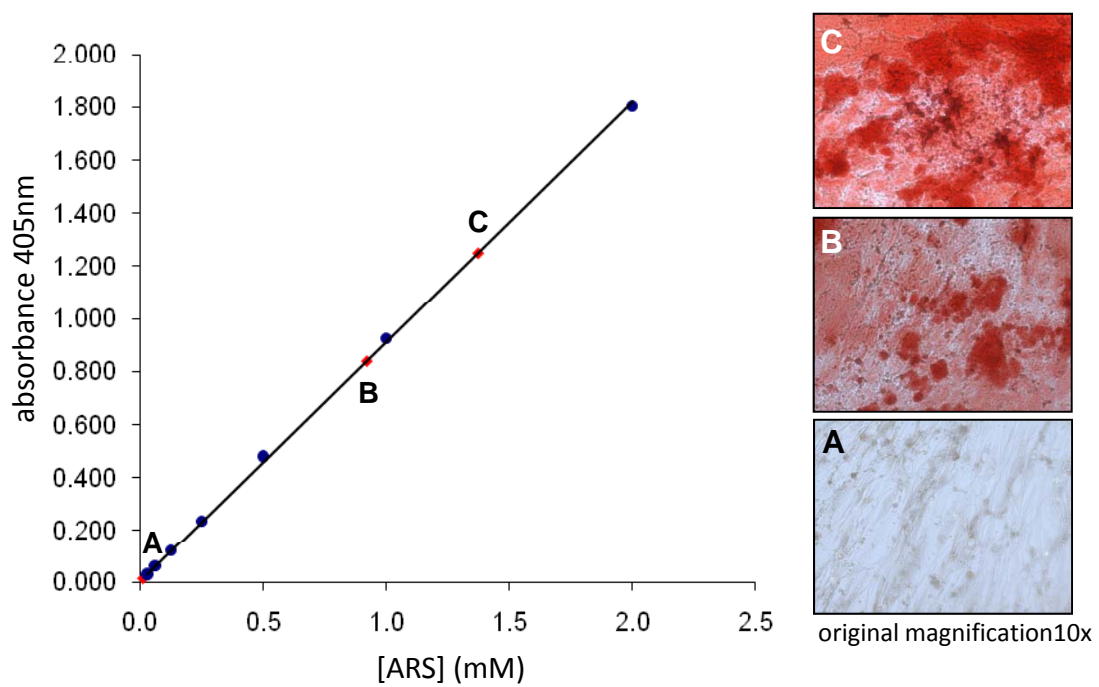 2.000
1.800
1.600
1.400
1.200
1.000
0.800
0.600
0.400
0.200
0.000
absorbance 405nm
A
B
C
0.0 0.5 1.0 1.5 2.0 2.5
[ARS] (mM)
C
B
A
original magnification10x